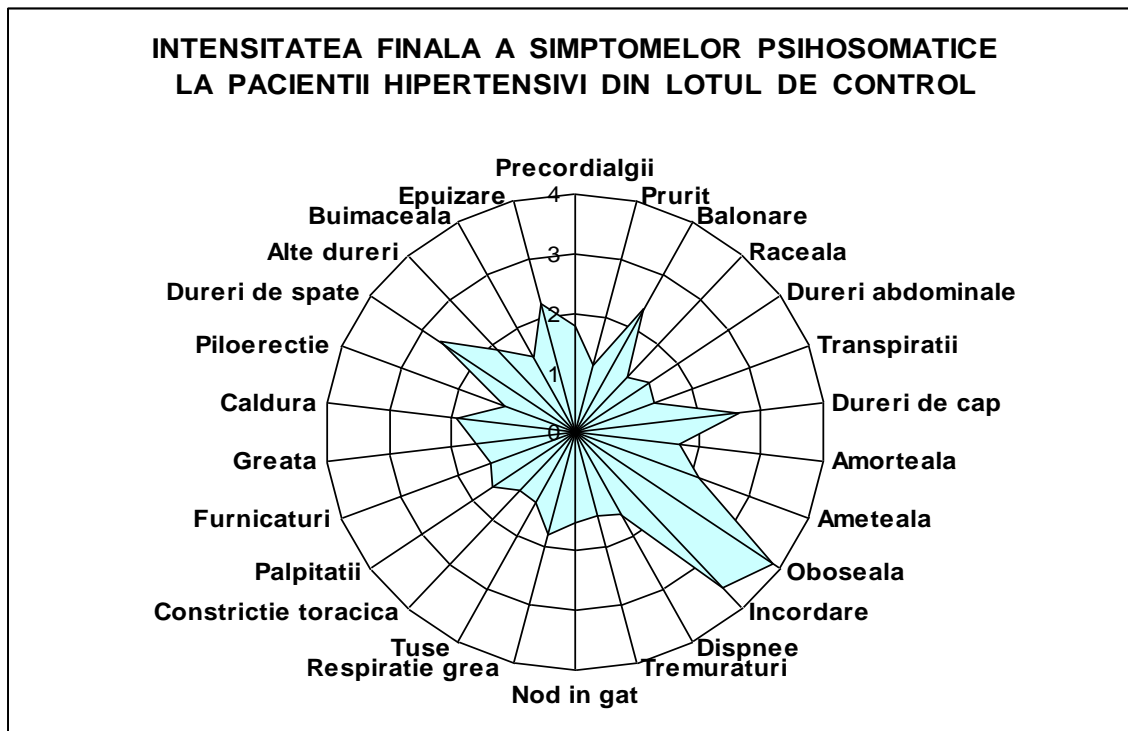 INTENSITATEA FINALA A SIMPTOMELOR PSIHOSOMATICE
LA PACIENTII HIPERTENSIVI DIN LOTUL DE CONTROL
Precordialgii
Prurit
Balonare
Raceala
Dureri abdominale
Transpiratii
Dureri de cap
Amorteala
Ameteala
Oboseala
Incordare
Dispnee
Tremuraturi
Nod in gat
Respiratie grea
Tuse
Constrictie toracica
Palpitatii
Furnicaturi
Greata
Caldura
Piloerectie
Dureri de spate
Alte dureri
Buimaceala
Epuizare
4
3
2
1
0